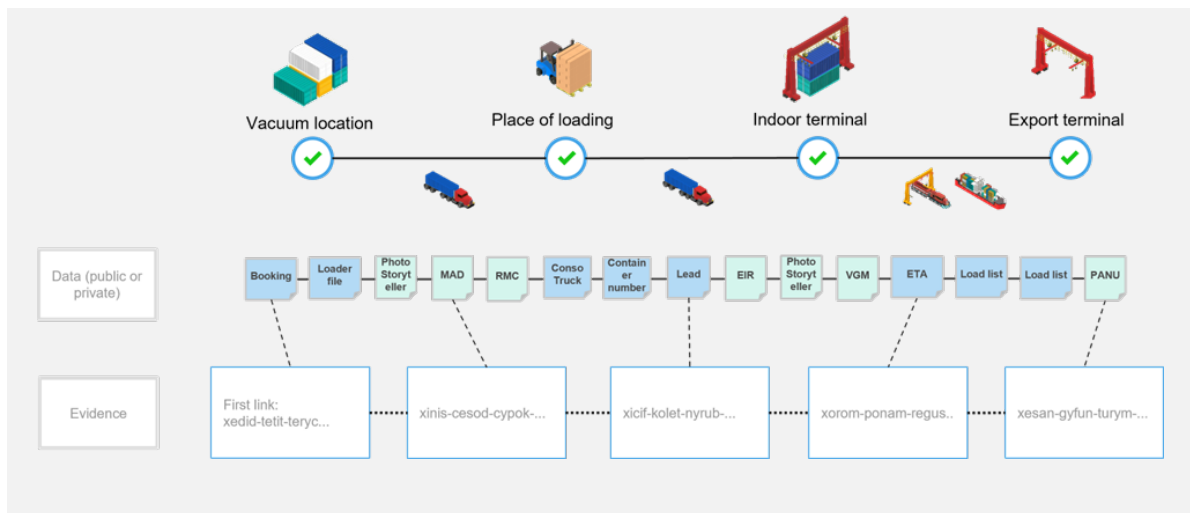 Vacuum location
Place of loading
Indoor terminal
Export terminal
Data (public or
private)
Booking
Loader
file
Photo
Storyt
eller
MAD
RMC
Conso
Truck
Contain
er
number
Lead
EIR
Photo
Storyt
eller
VGM
ETA
Load list
Load list
PANU
Evidence
First link:
xedid-tetit-teryc...
xinis-cesod-cypok-...
xicif-kolet-nyrub-...
xorom-ponam-regus..
xesan-gyfun-turym-...